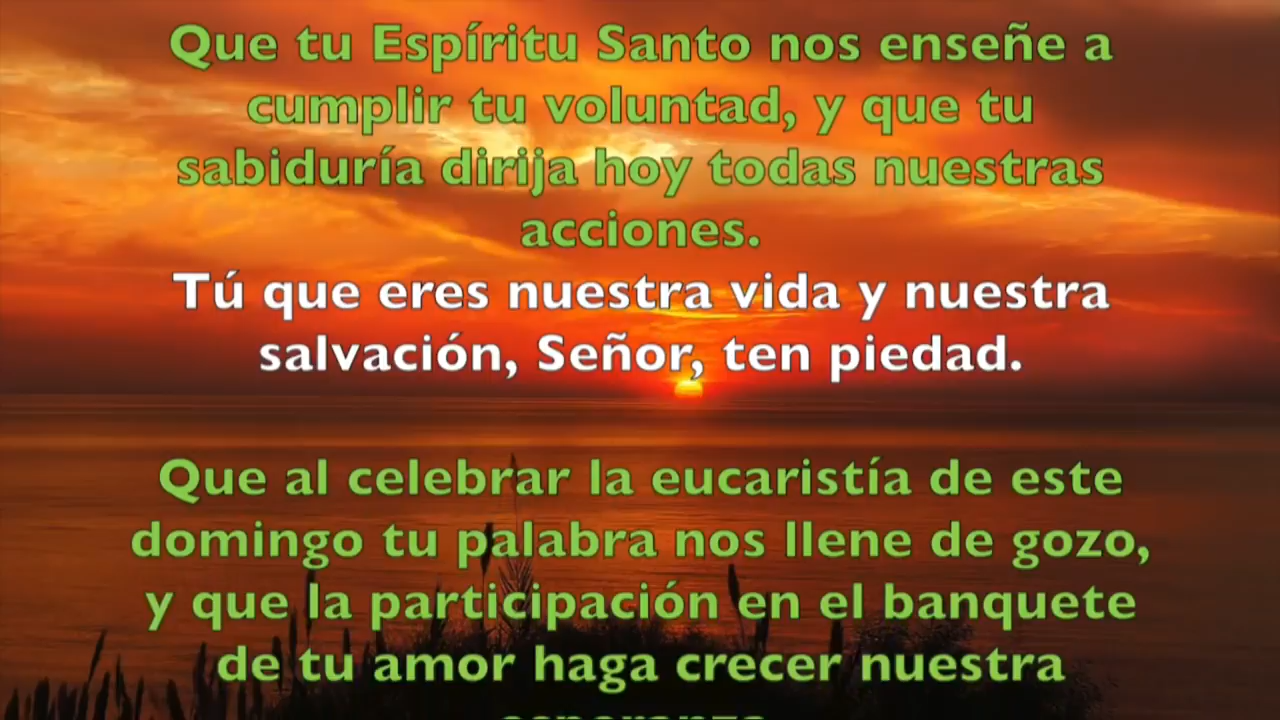 Que tu Espíritu Santo nos enseñe a
cumplir tu voluntad, y que tu
sabiduría dirija hoy todas nuestras
acciones.
Tú que eres nuestra vida y nuestra
salvación, Señor, ten piedad.
Que al celebrar la eucaristía de este
domingo tu palabra nos llene de gozo,
y que la participación en el banquete
de tu amor haga crecer nuestra